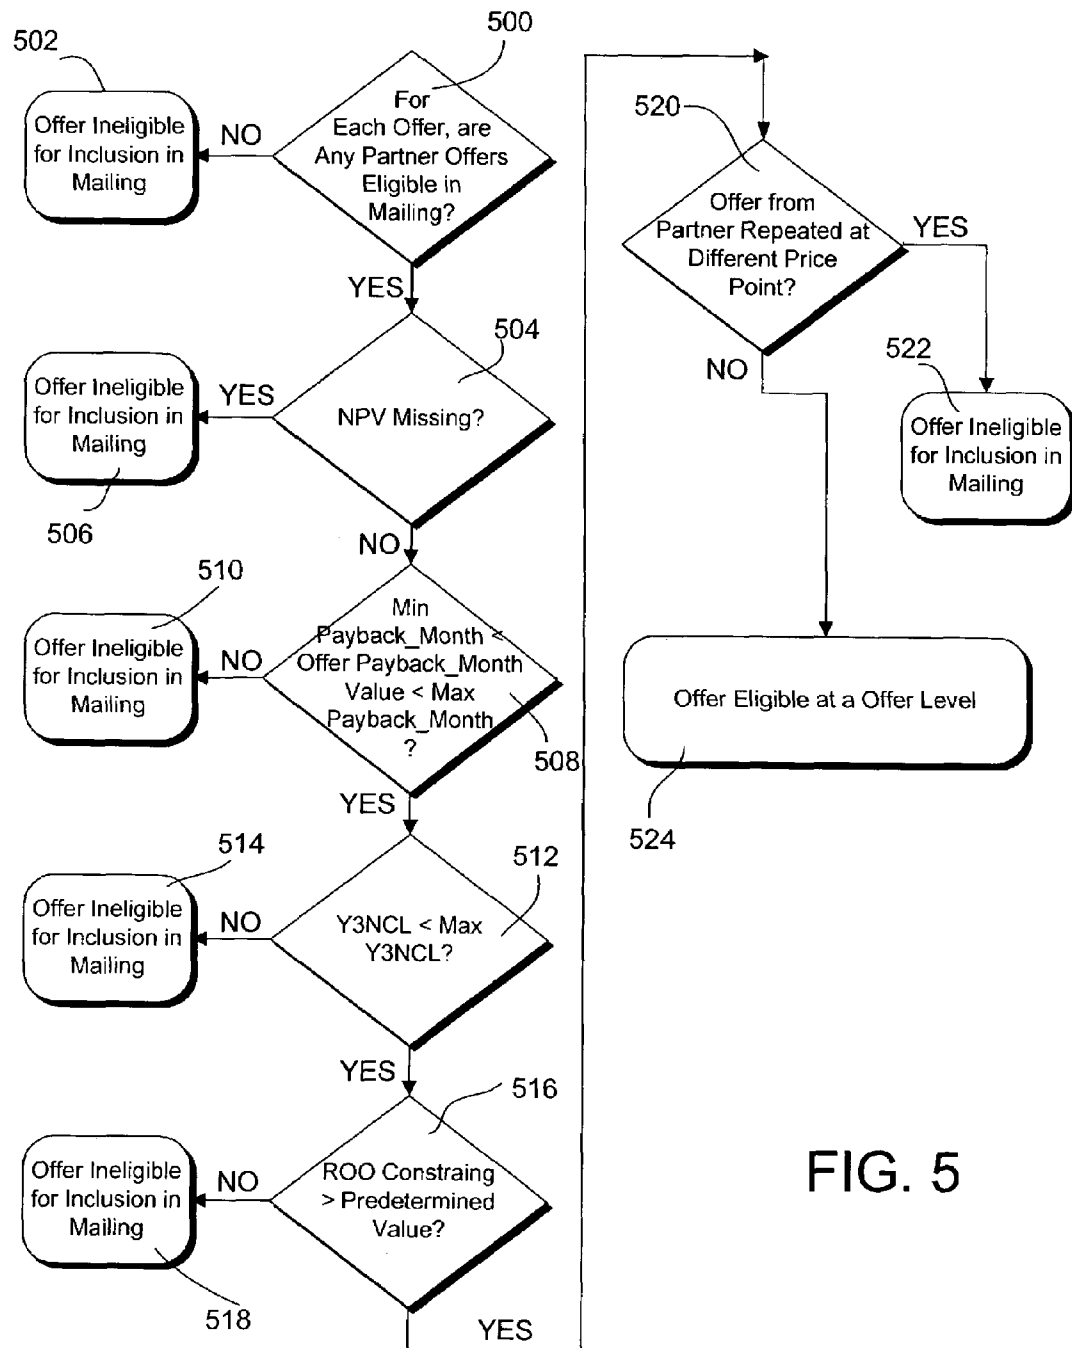 500
502
For
Each Offer, are
Any Partner Offers
Eligible in
Mailing?
NO
Offer Ineligible
for Inclusion in
Mailing
YES
504
NPV Missing?
YES
Offer Ineligible
for Inclusion in
Mailing
506
NO
510
Min
Payback_Month <
Offer Payback_Month
Value < Max
Payback_Month
?
508
NO
Offer Ineligible
for Inclusion in
Mailing
YES
514
512
Y3NCL < Max
Y3NCL?
NO
Offer Ineligible
for Inclusion in
Mailing
YES
516
ROO Constraing
> Predetermined
Value?
NO
Offer Ineligible
for Inclusion in
Mailing
518
YES
520
Offer from
Partner Repeated at
Different Price
Point?
YES
522
Offer Ineligible
for Inclusion in
Mailing
NO
Offer Eligible at a Offer Level
524
FIG. 5